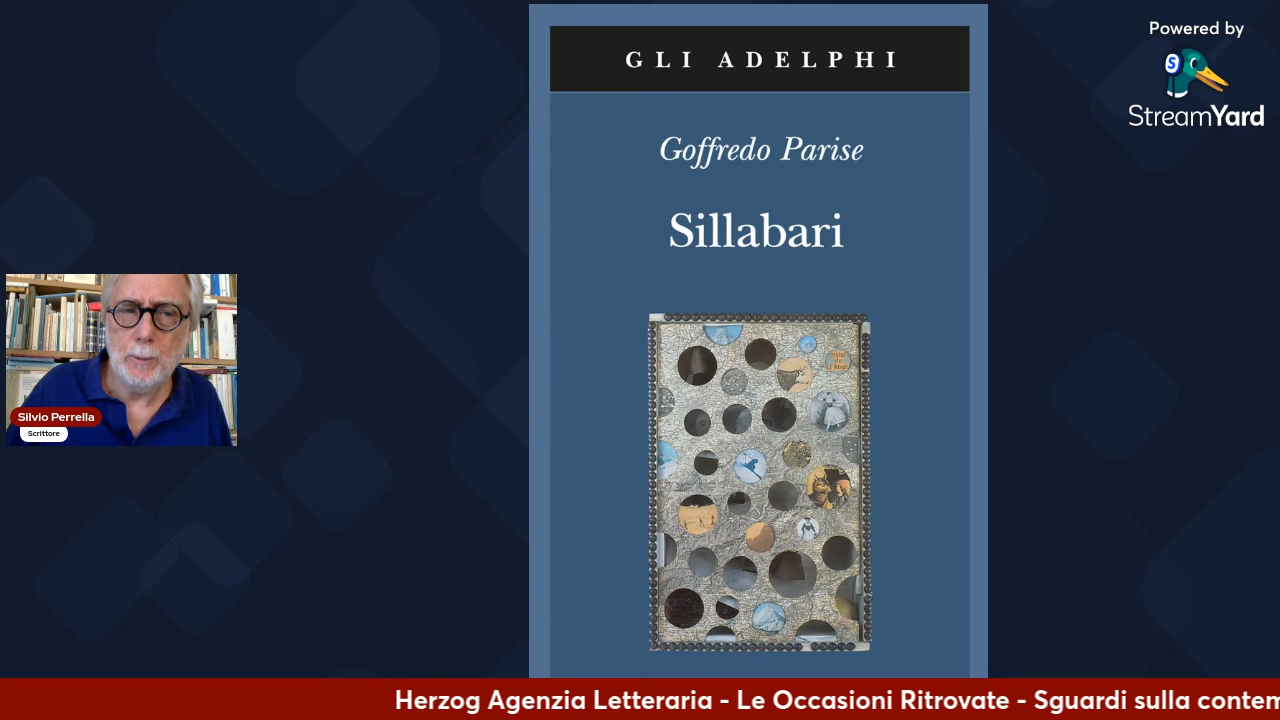 Powered by
StreamYard
GLI ADELPHI
Goffredo Parise
Sillabari
Silvio Perrella
Scrittore
Herzog Agenzia Letteraria - Le Occasioni Ritrovate - Sguardi sulla conten